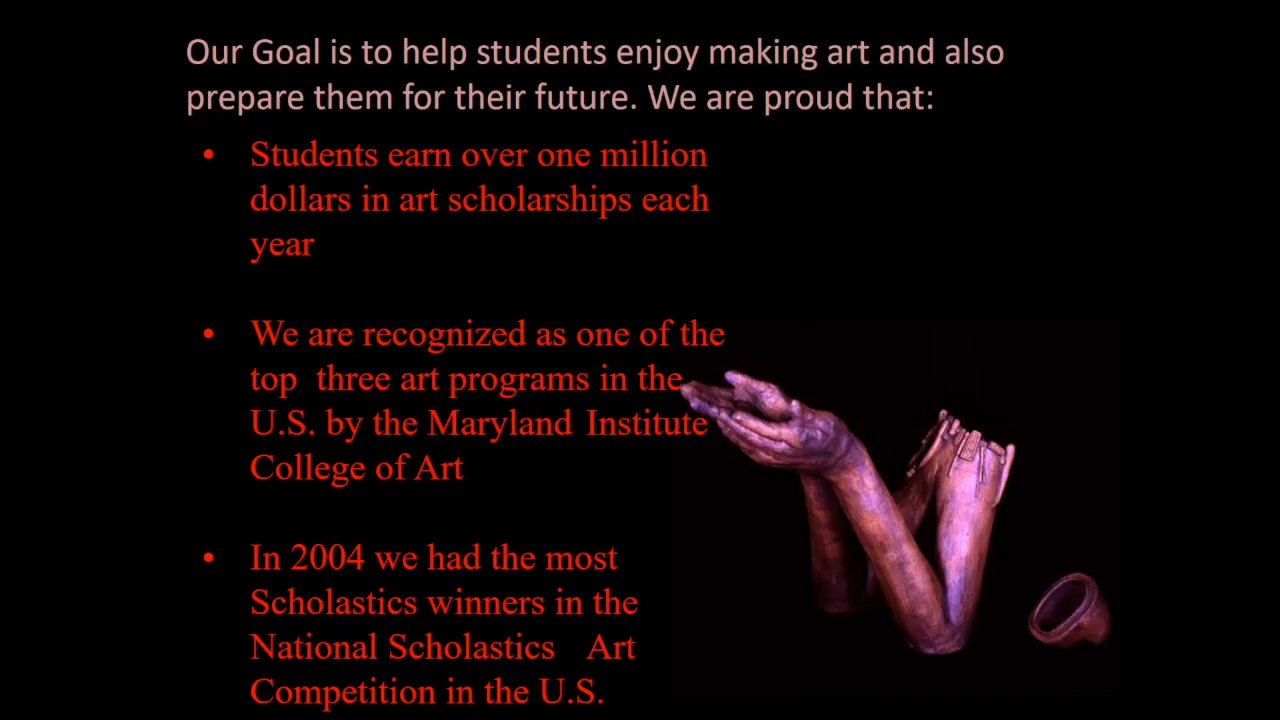 Our Goal is to help students enjoy making art and also
prepare them for their future. We are proud that:
• Students earn over one million
dollars in art scholarships each
year
• We are recognized as one of the
top three art programs in the
U.S. by the Maryland Institute
College of Art
• In 2004 we had the most
Scholastics winners in the
National Scholastics Art
Competition in the U.S.